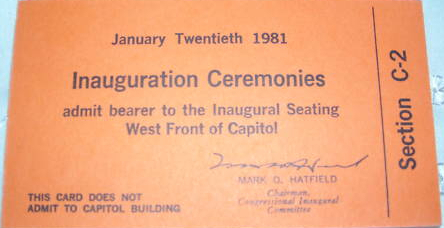 January Twentieth 1981
Inauguration Ceremonies
admit bearer to the Inaugural Seating
West Front of Capitol
MARK O. HATFIELD
Chairman,
Congressional Inaugural
Committee
THIS CARD DOES NOT
ADMIT TO CAPITOL BUILDING
Section C-2